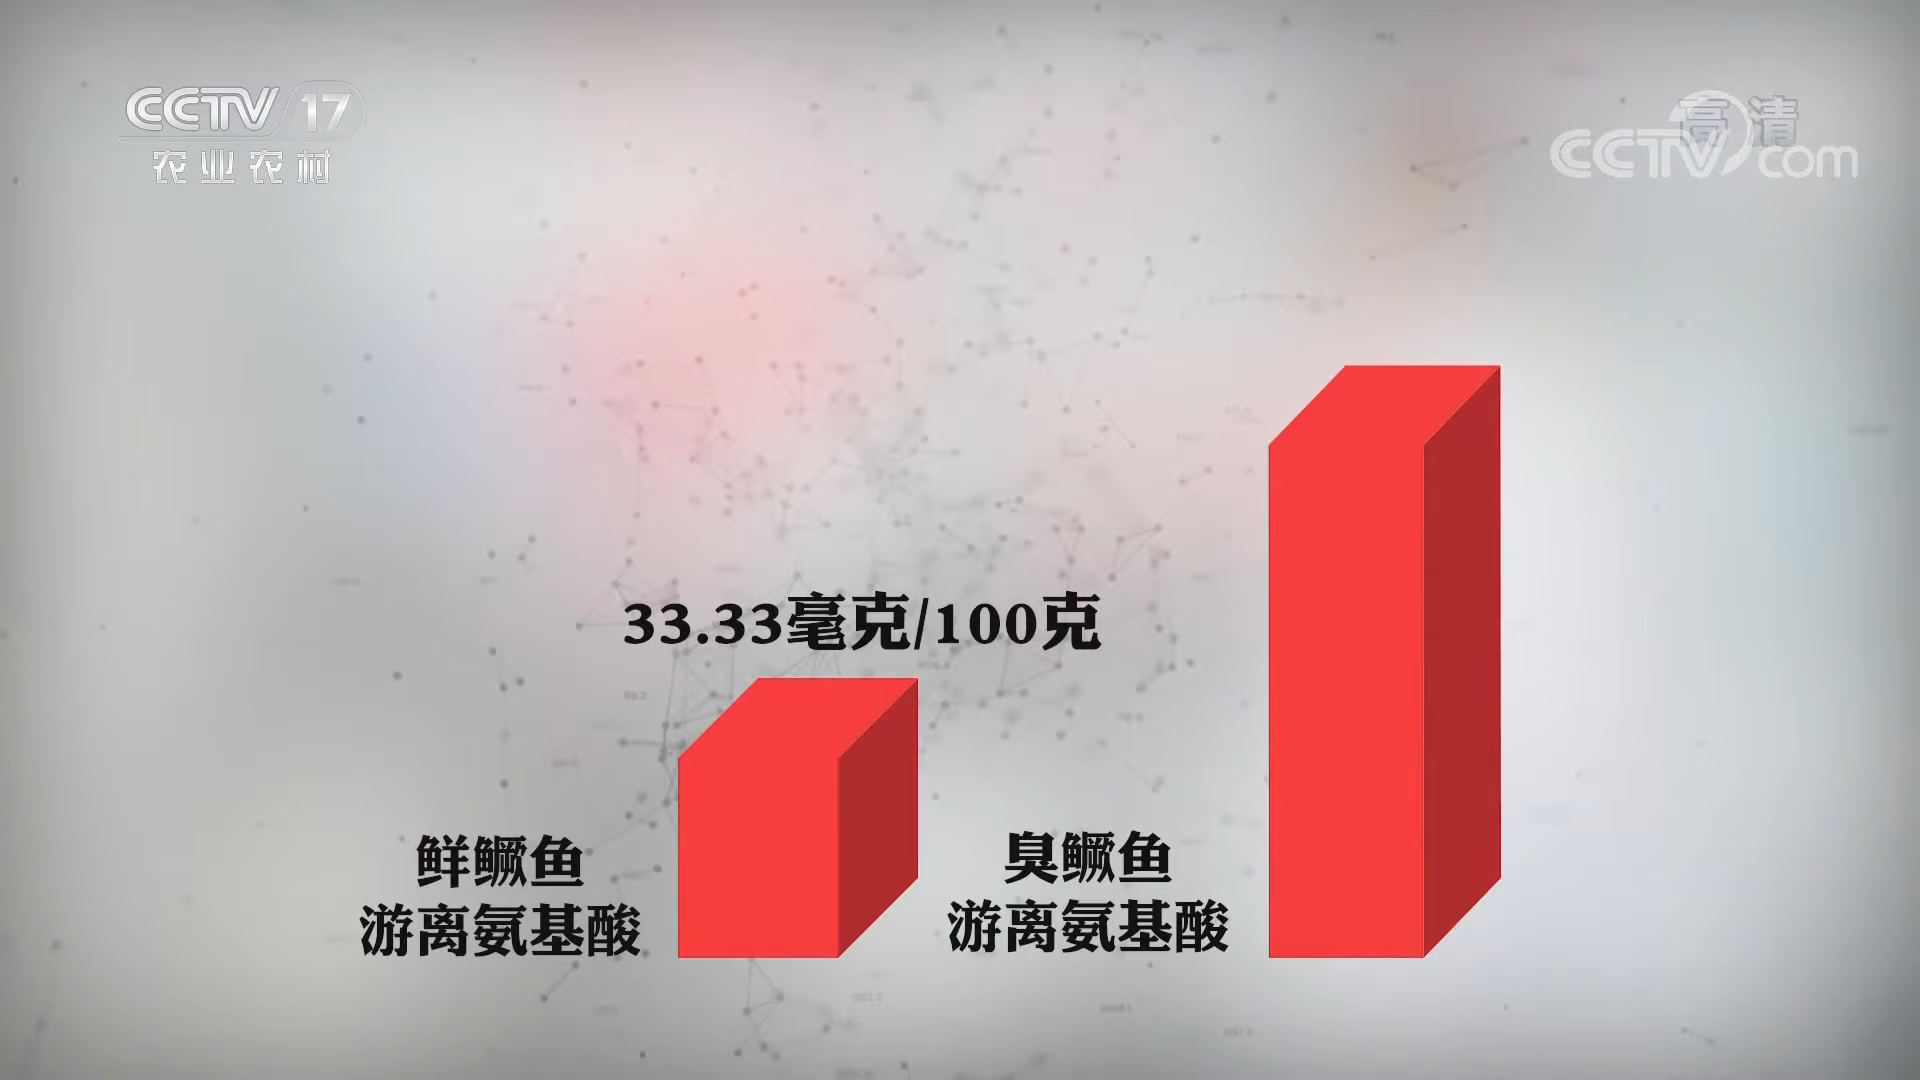 CCTV 17
农业农村
高清
CCTV com
33.33毫克/100克
鲜鳜鱼
游离氨基酸
臭鳜鱼
游离氨基酸